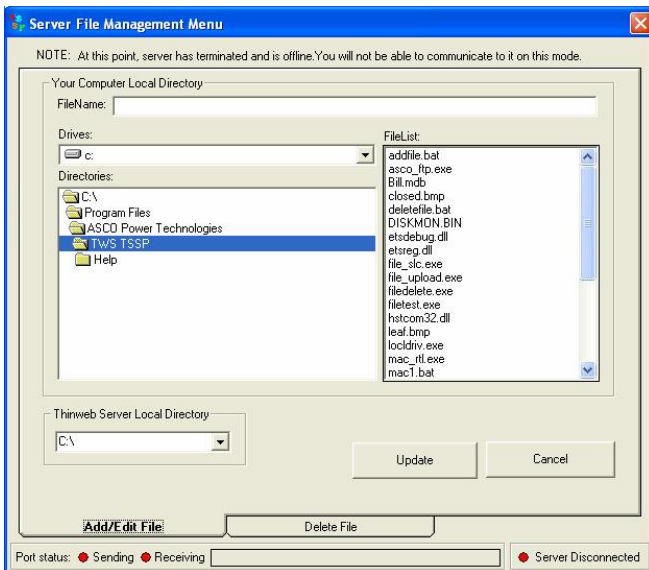 Server File Management Menu
NOTE: At this point, server has terminated and is offline.You will not be able to communicate to it on this mode.
Your Computer Local Directory
FileName:
Drives:
c:
Directories:
C:\
Program Files
ASCO Power Technologies
TWS TSSP
Help
FileList:
addfile.bat
asco_ftp.exe
Bill.mdb
closed.bmp
deletefile.bat
DISKMON.BIN
etsdebug.dll
etsreg.dll
file_slc.exe
file_upload.exe
filedelete.exe
filetest.exe
hstcom32.dll
leaf.bmp
locldriv.exe
mac_rtl.exe
mac1.bat
Thinweb Server Local Directory
C:\
Update
Cancel
Add/Edit File
Delete File
Port status:
Sending
Receiving
Server Disconnected